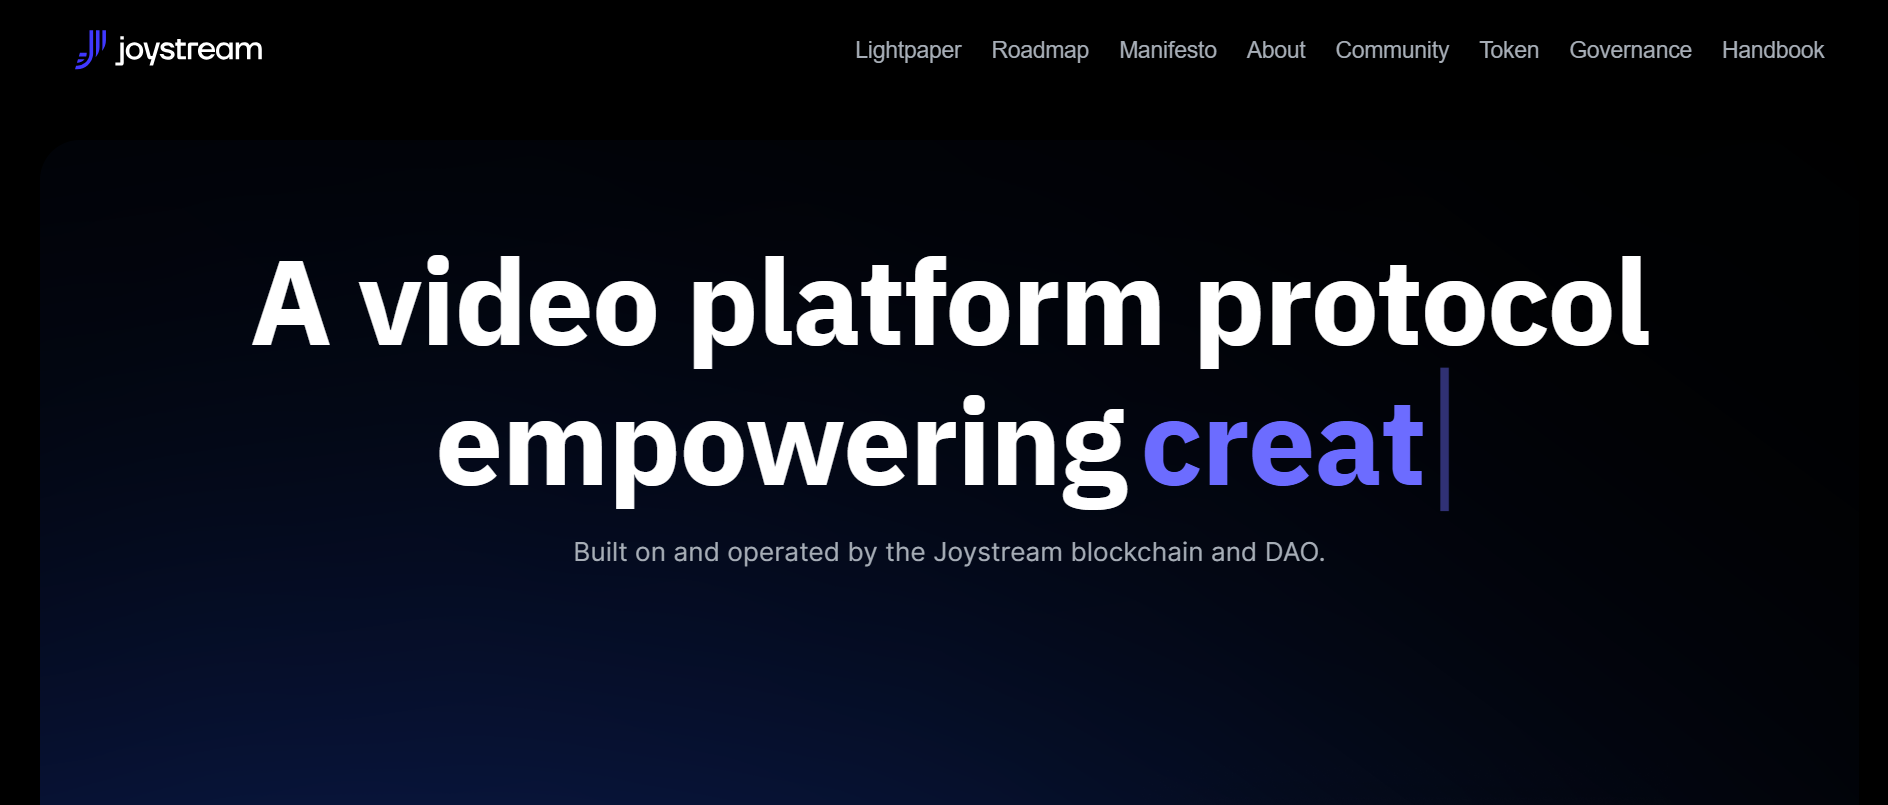 joystream
Lightpaper Roadmap Manifesto About Community Token Governance Handbook
A video platform protocol
empowering creat
Built on and operated by the Joystream blockchain and DAO.